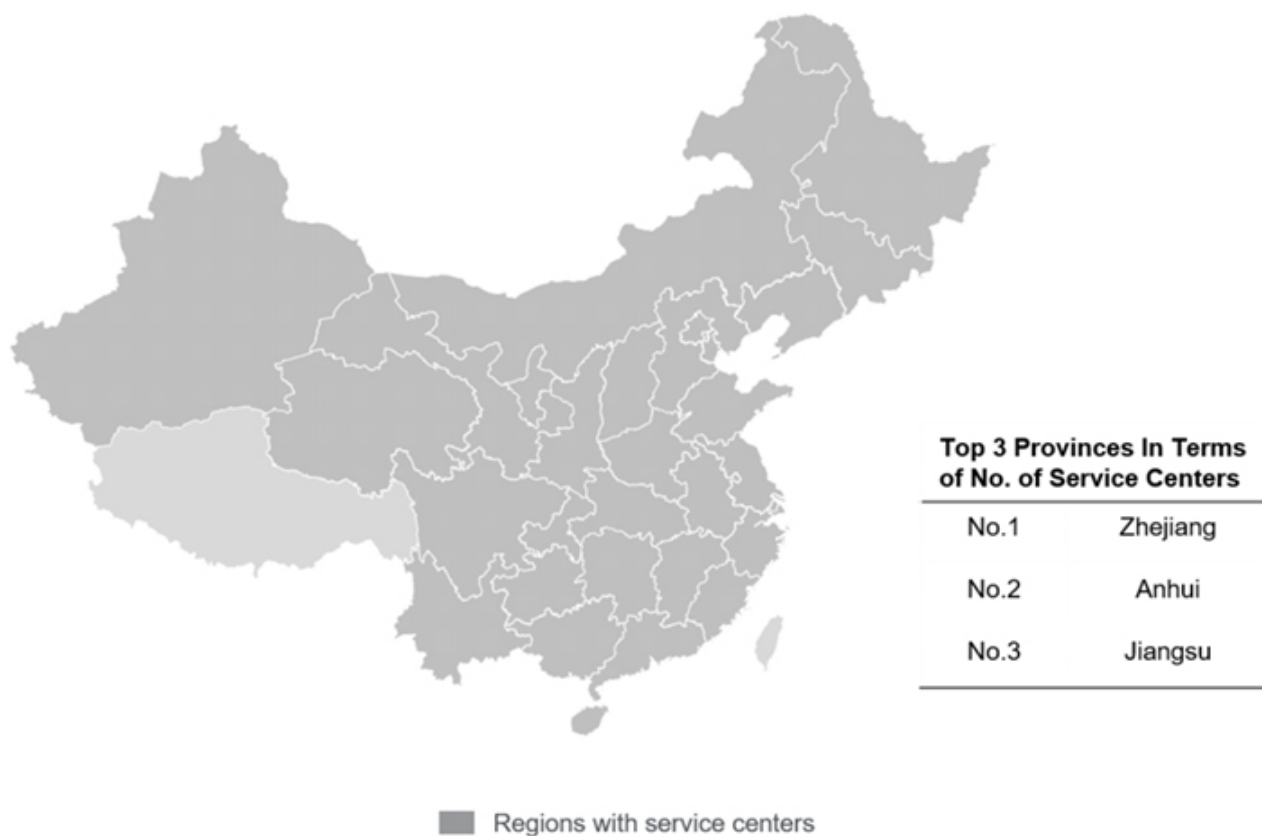 Top 3 Provinces In Terms
of No. of Service Centers
No.1 Zhejiang
No.2 Anhui
No.3 Jiangsu
Regions with service centers